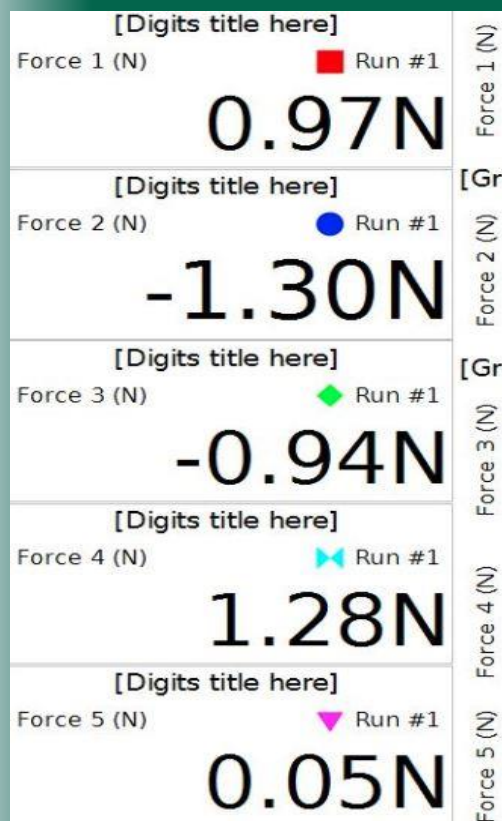 [Digits title here]
Force 1 (N) Run #1
0.97N
[Digits title here]
Force 2 (N) Run #1
-1.30N
[Digits title here]
Force 3 (N) Run #1
-0.94N
[Digits title here]
Force 4 (N) Run #1
1.28N
[Digits title here]
Force 5 (N) Run #1
0.05N
Force 1 (N)
[Gr
Force 2 (N)
[Gr
Force 3 (N)
Force 4 (N)
Force 5 (N)